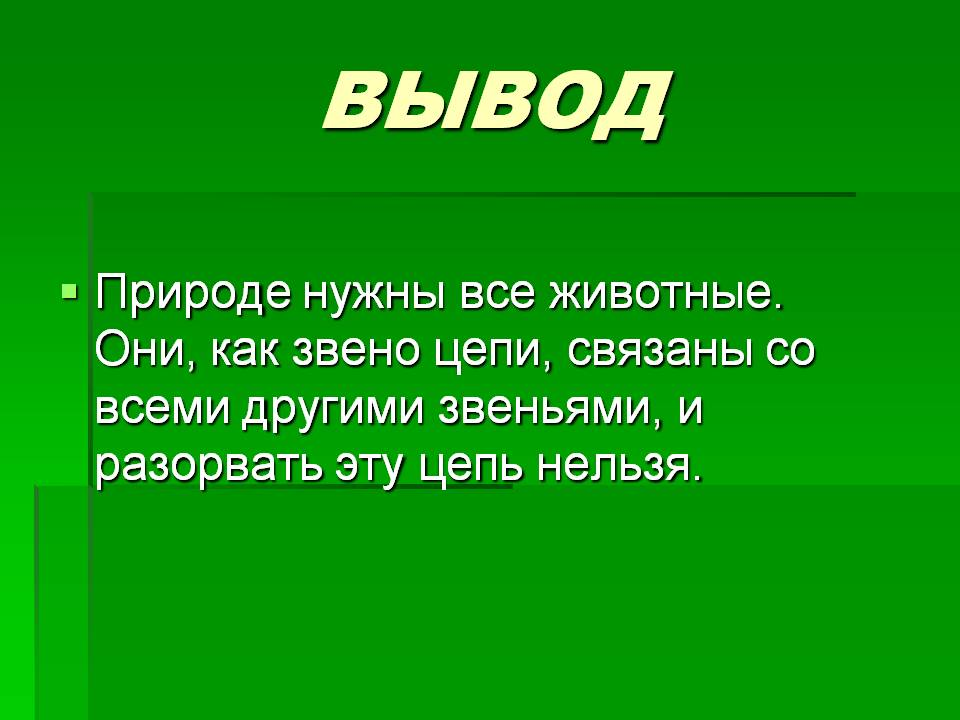 ВЫВОД
Природе нужны все животные.
Они, как звено цепи, связаны со
всеми другими звеньями, и
разорвать эту цепь нельзя.